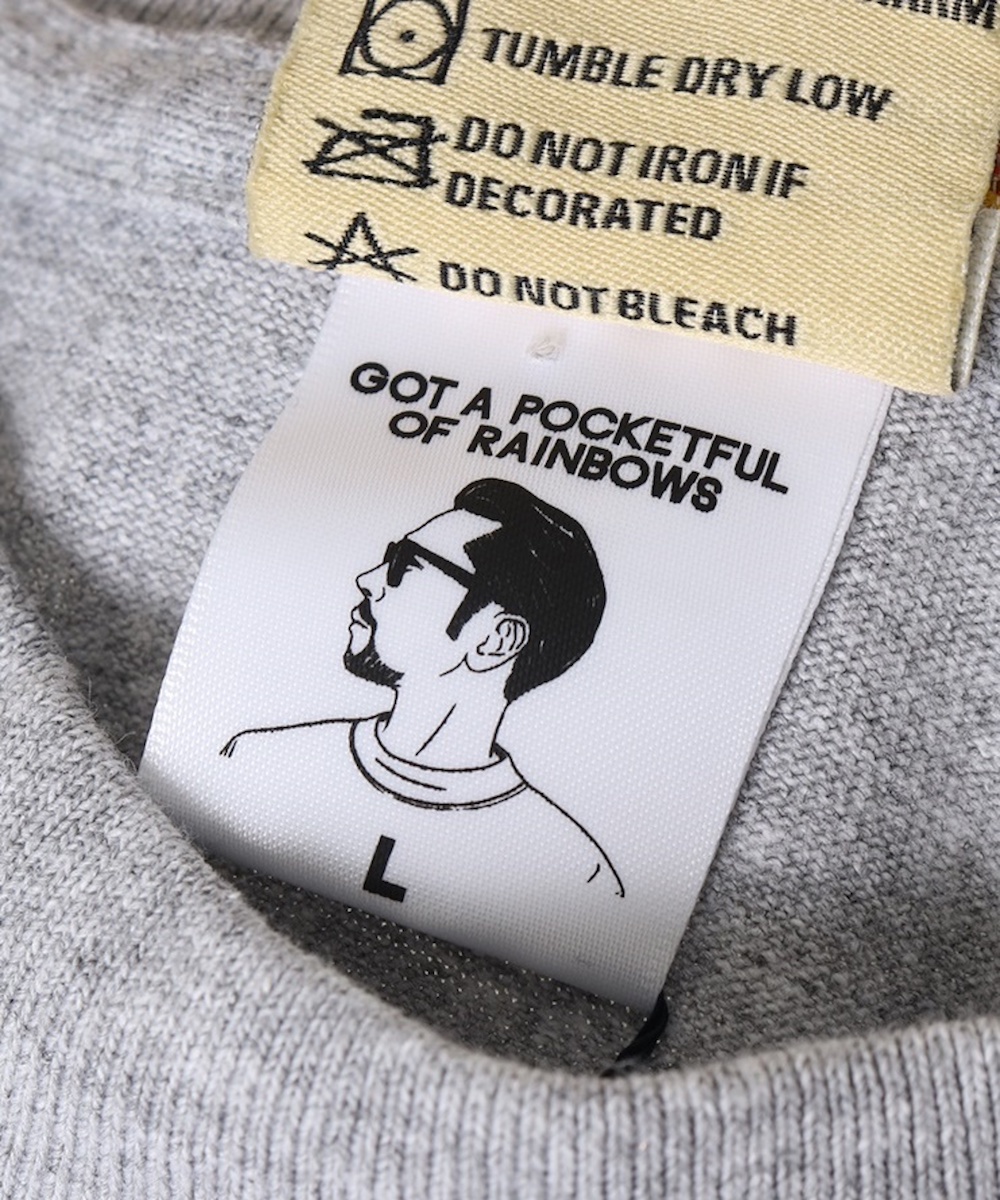 TUMBLE DRY LOW
DO NOT IRON IF
DECORATED
DO NOT BLEACH
GOT A POCKETFUL
OF RAINBOWS
L